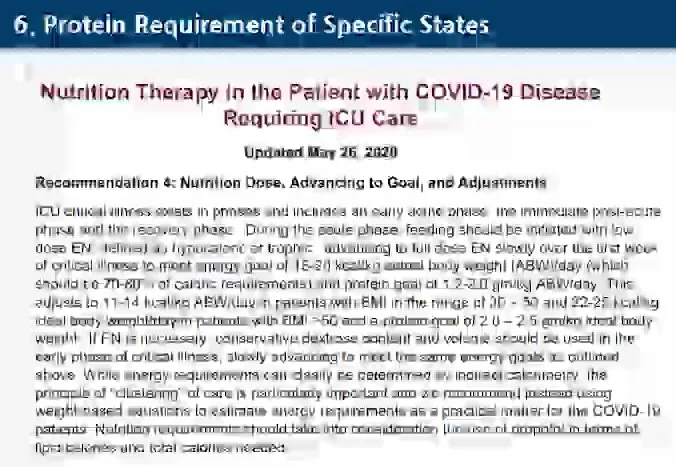 6. Protein Requirement of Specific States
Nutrition Therapy in the Patient with COVID-19 Disease
Requiring ICU Care
Updated May 26, 2020
Recommendation 4: Nutrition Dose, Advancing to Goal, and Adjustments
ICU critical illness exists in phases and includes an early acute phase, the immediate post-acute
phase and the recovery phase. During the acute phase, feeding should be initiated with low
dose EN, defined as hypocaloric or trophic, advancing to full dose EN slowly over the first week
of critical illness to meet energy goal of 15-20 kcal/kg actual body weight (ABW)/day (which
should be 70-80% of caloric requirements) and protein goal of 1.2-2.0 gm/kg ABW/day. This
adjusts to 11-14 kcal/kg ABW/day in patients with BMI in the range of 30 - 50 and 22-25 kcal/kg
ideal body weight/day in patients with BMI >50 and a protein goal of 2.0 – 2.5 gm/kg ideal body
weight. If PN is necessary, conservative dextrose content and volume should be used in the
early phase of critical illness, slowly advancing to meet the same energy goals as outlined
above. While energy requirements can ideally be determined by indirect calorimetry, the
principle of "clustering" of care is particularly important and we recommend instead using
weight-based equations to estimate energy requirements as a practical matter for the COVID-19
patients. Nutrition requirements should take into consideration the use of propofol in terms of
lipid calories and total calories needed.